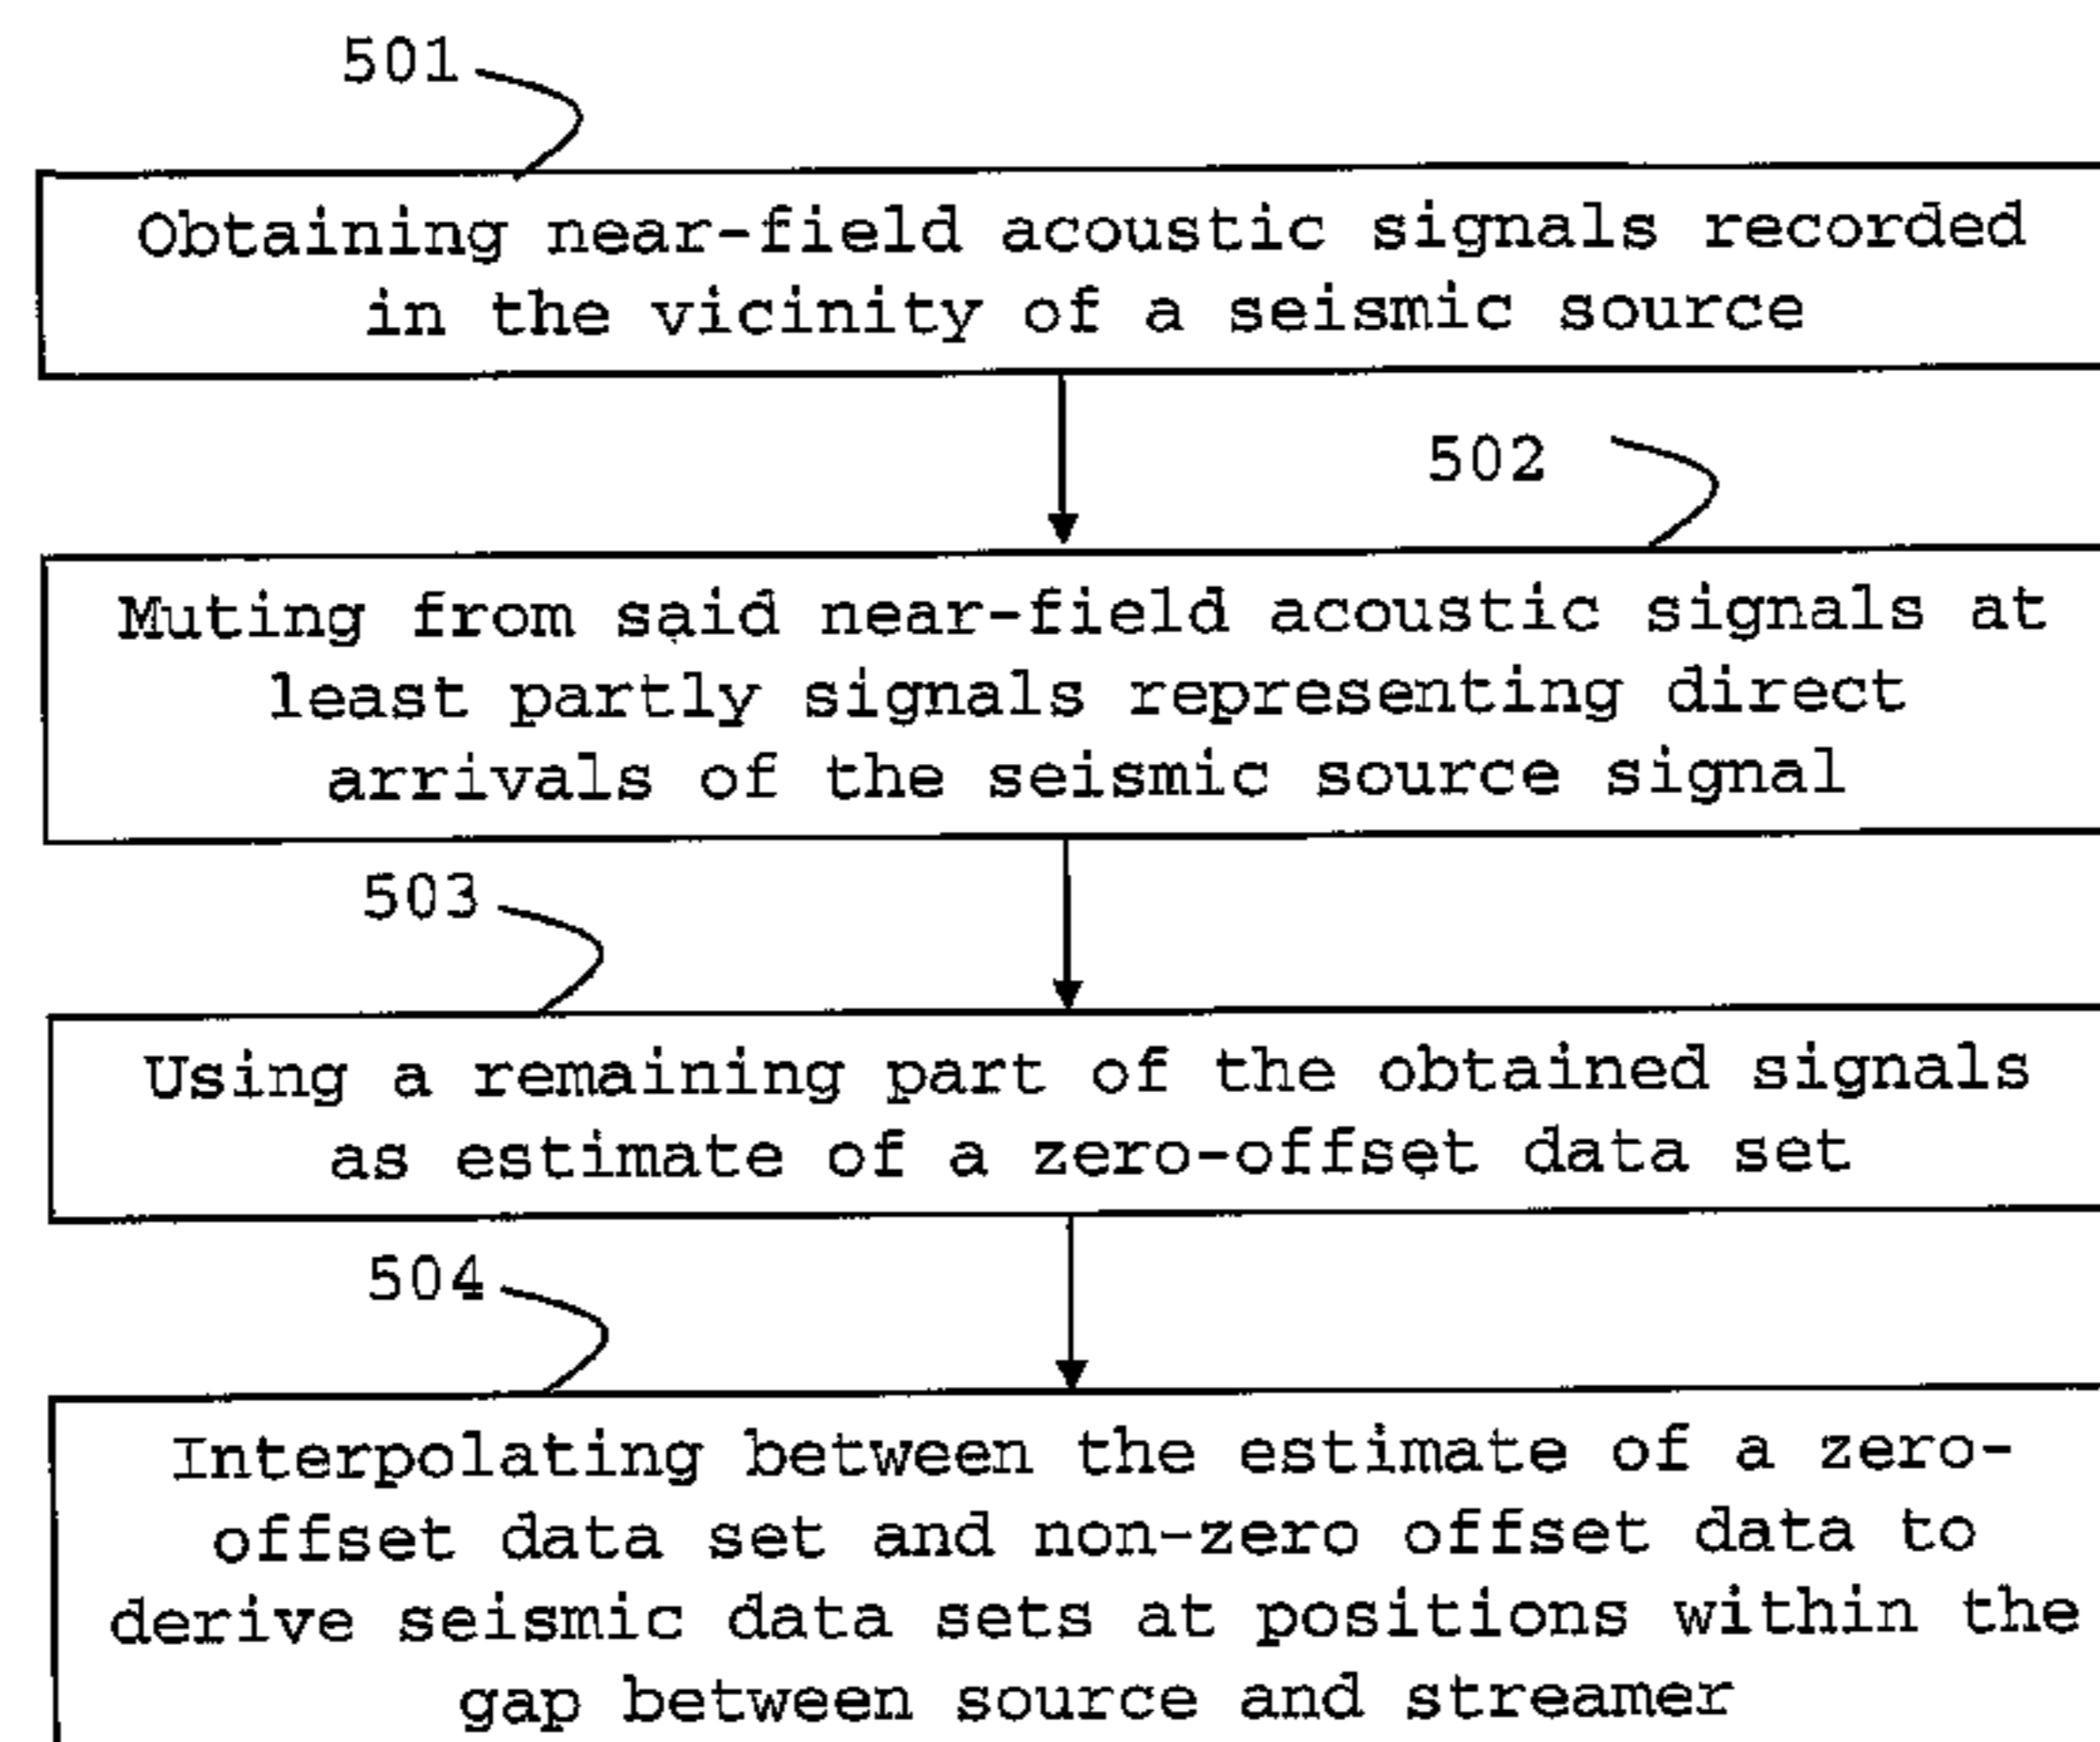 501
Obtaining near-field acoustic signals recorded
in the vicinity of a seismic source
502
Muting from said near-field acoustic signals at
least partly signals representing direct
arrivals of the seismic source signal
503
Using a remaining part of the obtained signals
as estimate of a zero-offset data set
504
Interpolating between the estimate of a zero-
offset data set and non-zero offset data to
derive seismic data sets at positions within the
gap between source and streamer